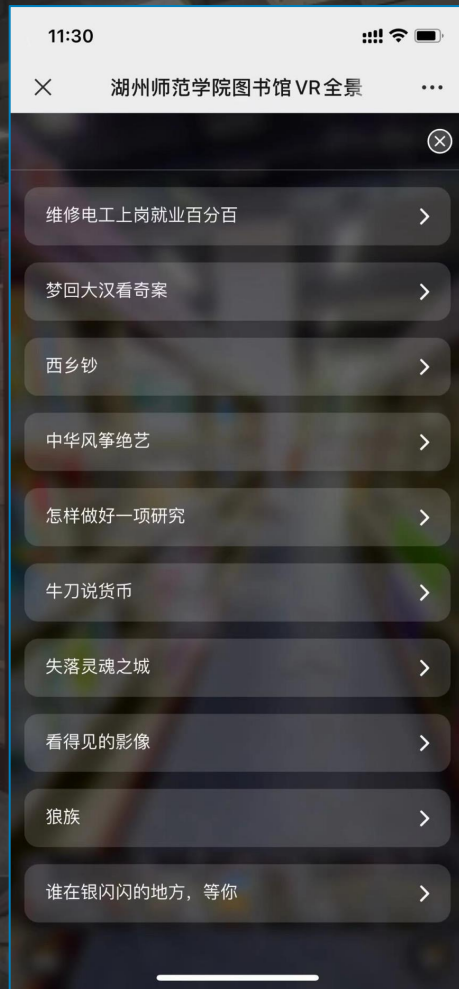 11:30
湖州师范学院图书馆VR全景
维修电工上岗就业百分百
梦回大汉看奇案
西乡钞
中华风筝绝艺
怎样做好一项研究
牛刀说货币
失落灵魂之城
看得见的影像
狼族
谁在银闪闪的地方，等你